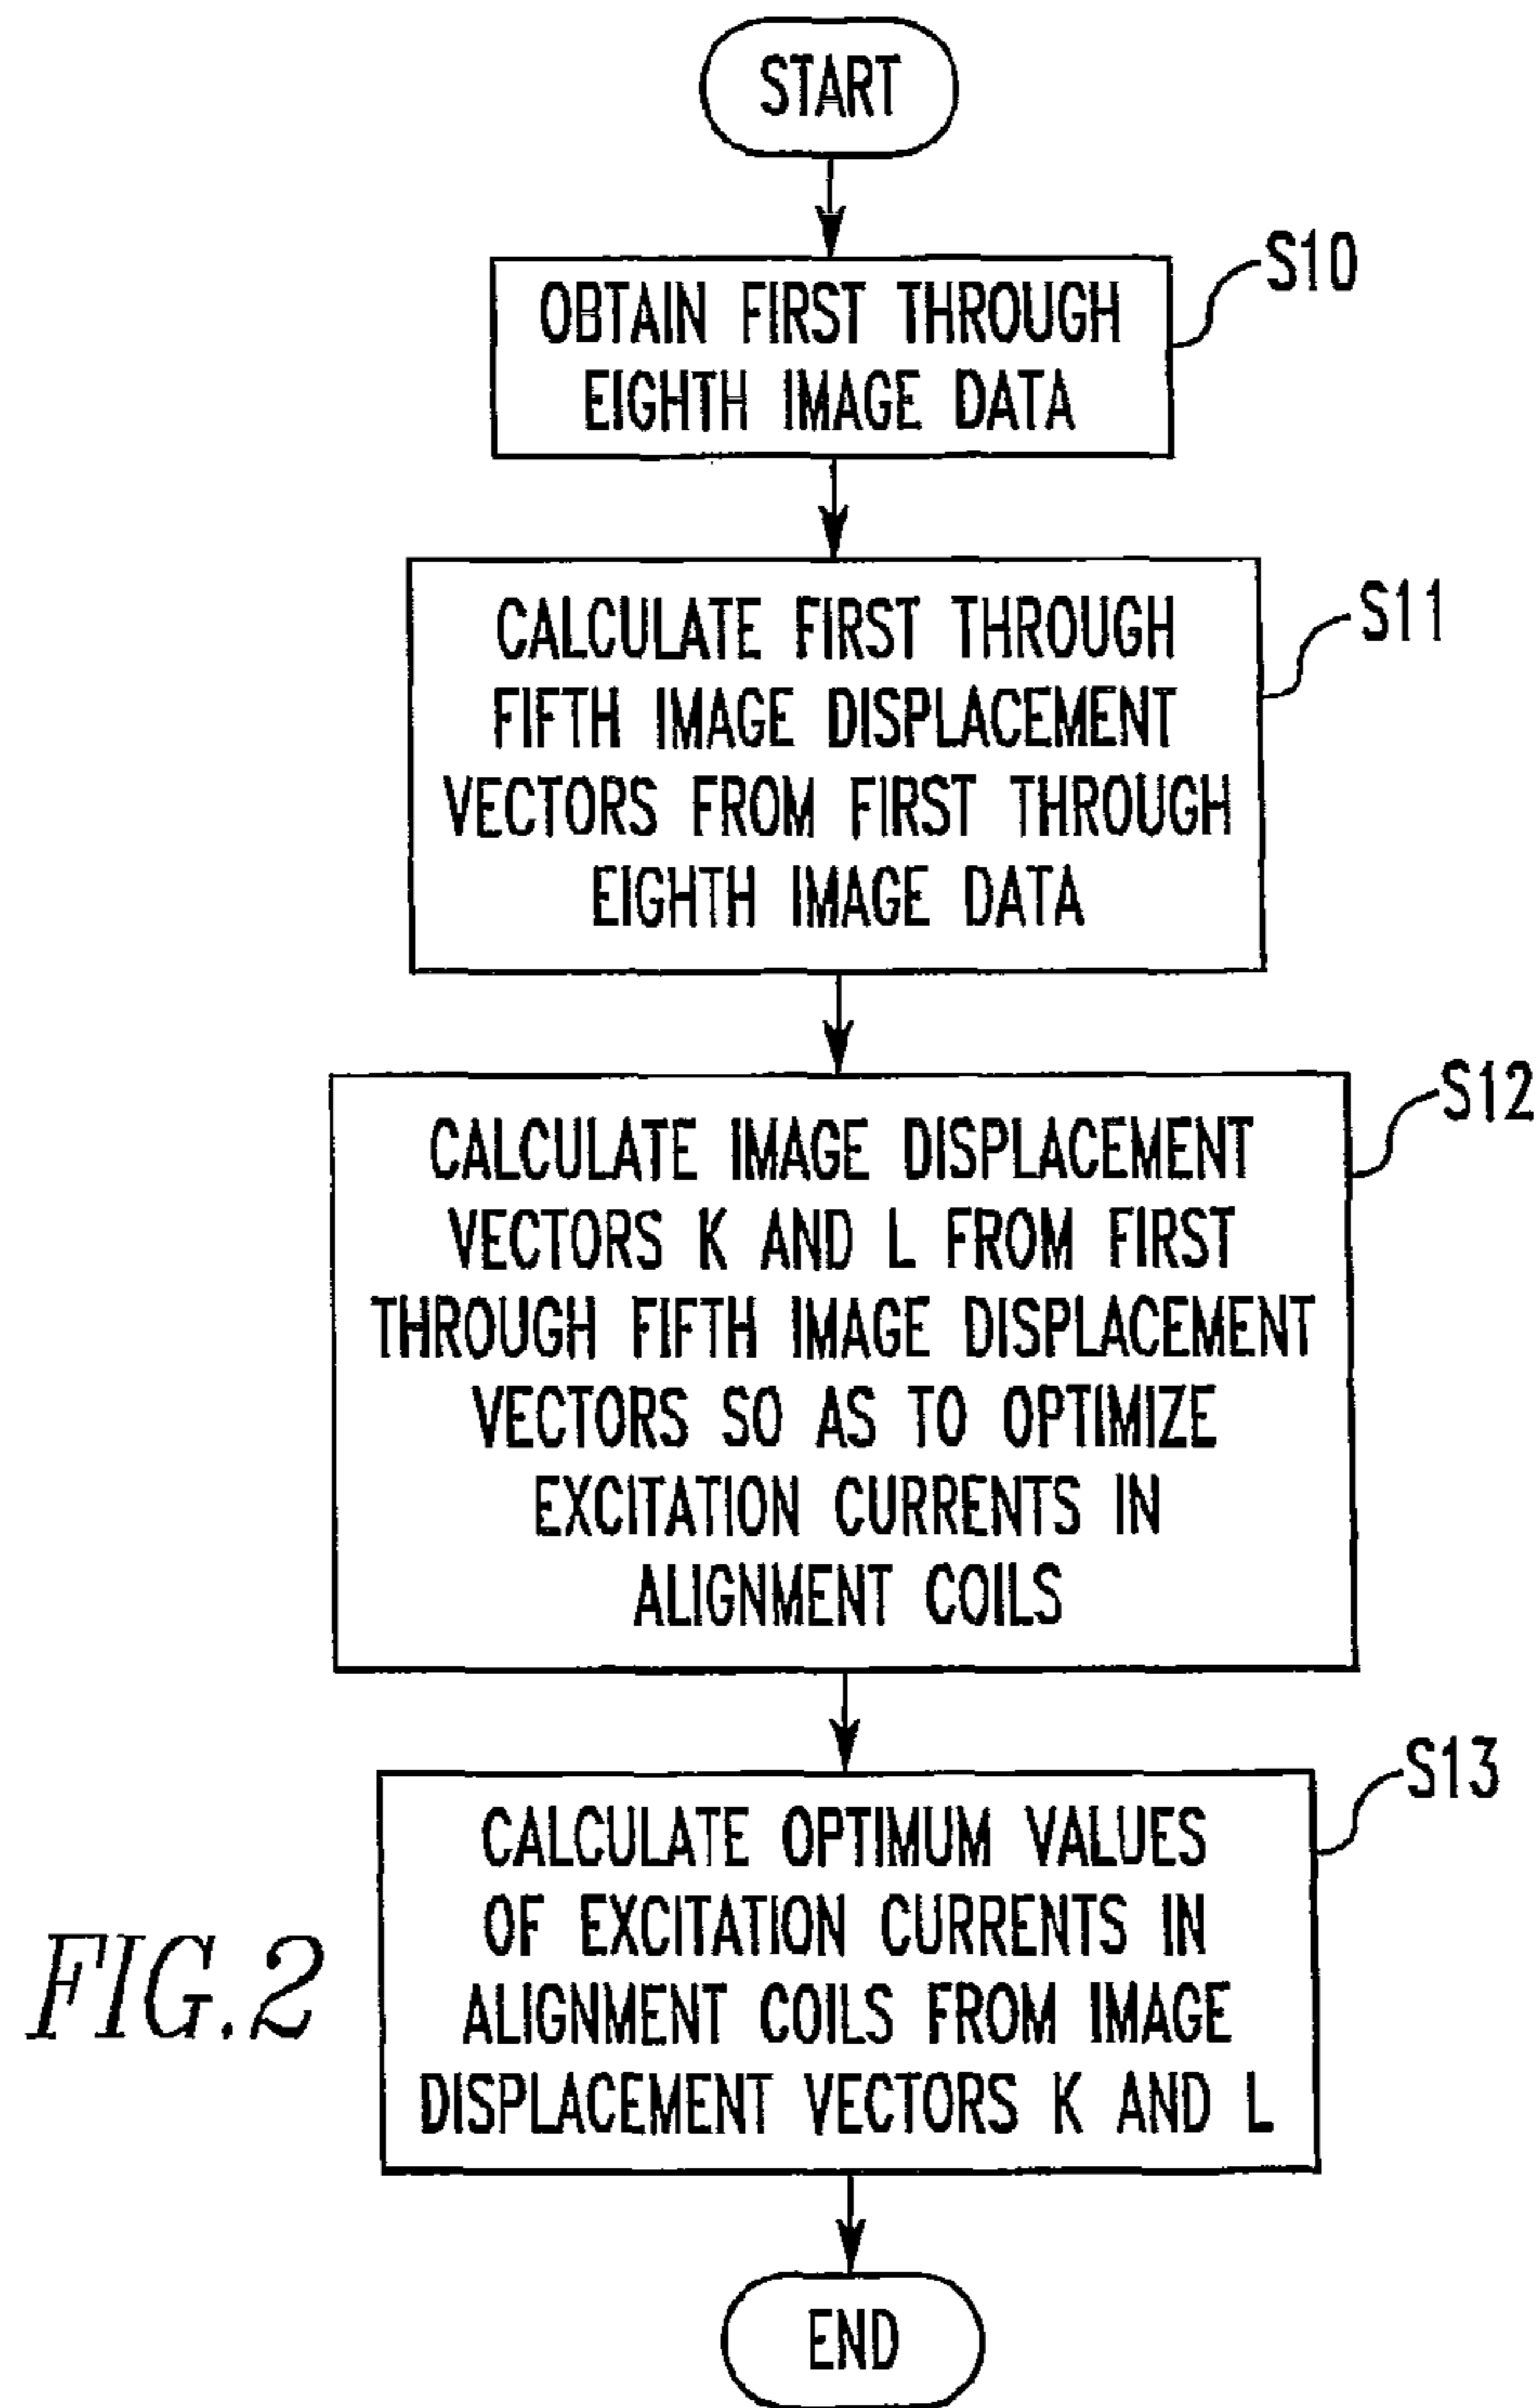 START
S10
OBTAIN FIRST THROUGH
EIGHTH IMAGE DATA
S11
CALCULATE FIRST THROUGH
FIFTH IMAGE DISPLACEMENT
VECTORS FROM FIRST THROUGH
EIGHTH IMAGE DATA
S12
CALCULATE IMAGE DISPLACEMENT
VECTORS K AND L FROM FIRST
THROUGH FIFTH IMAGE DISPLACEMENT
VECTORS SO AS TO OPTIMIZE
EXCITATION CURRENTS IN
ALIGNMENT COILS
S13
CALCULATE OPTIMUM VALUES
OF EXCITATION CURRENTS IN
ALIGNMENT COILS FROM IMAGE
DISPLACEMENT VECTORS K AND L
FIG.2
END